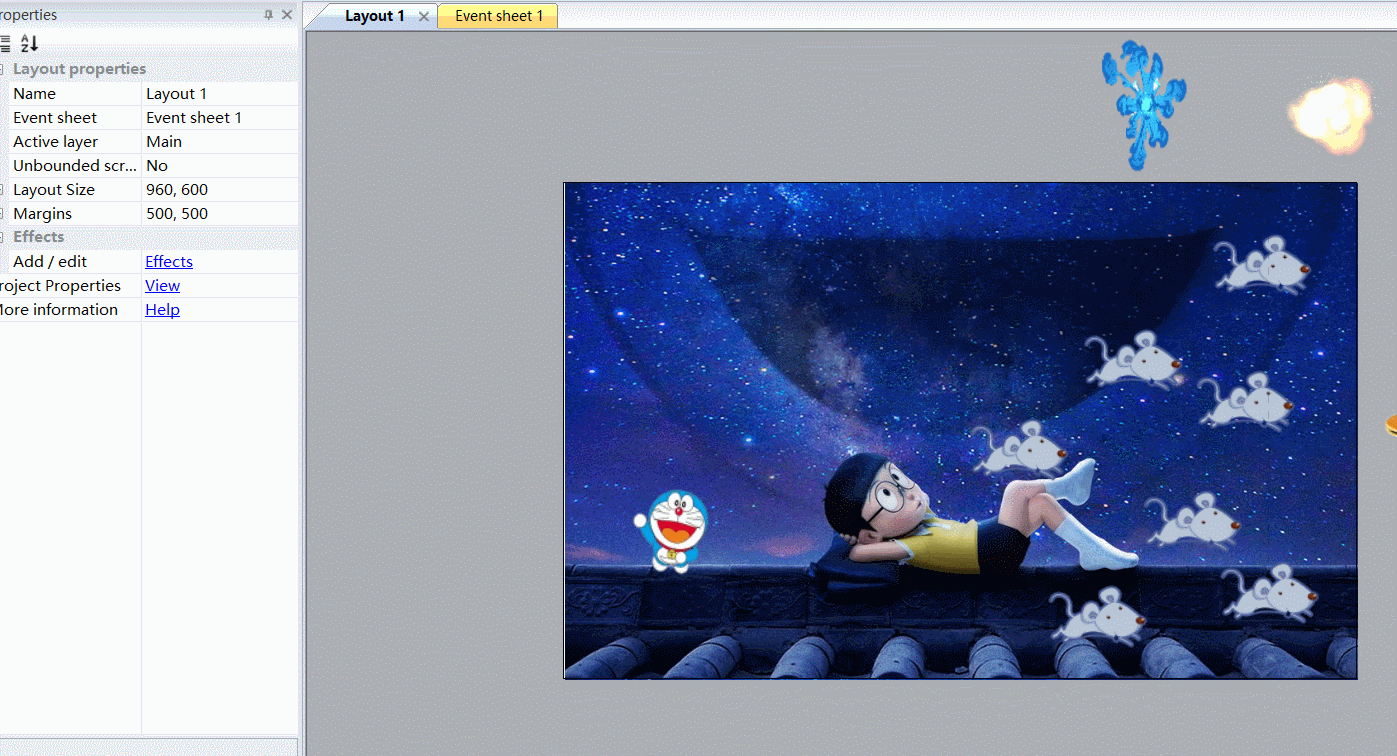 roperties
Layout 1
Event sheet 1
A
Z
Layout properties
Name Layout 1
Event sheet Event sheet 1
Active layer Main
Unbounded scr... No
Layout Size 960, 600
Margins 500, 500
Effects
Add / edit Effects
roject Properties View
More information Help